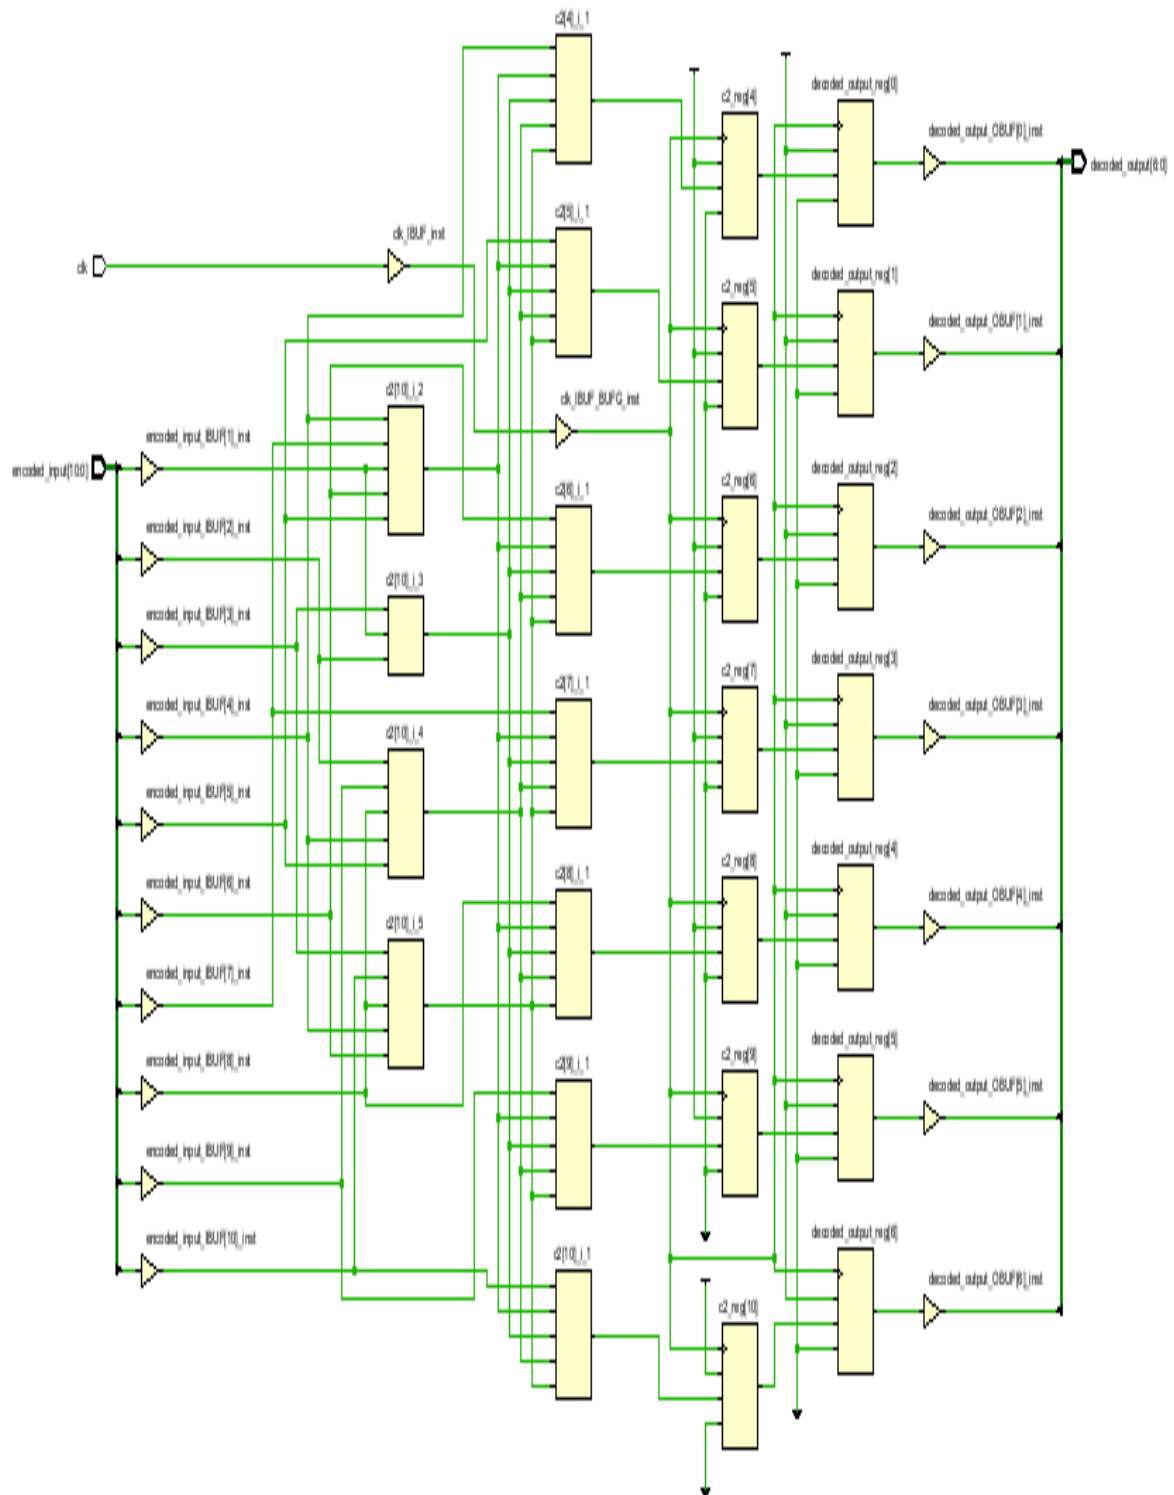 c2[4]_i_1
c2_reg[4]
decoded_output_reg[0]
decoded_output_OBUF[0]_inst
decoded_output[6:0]
c2[5]_i_1
clk_IBUF_inst
clk
decoded_output_reg[1]
c2_reg[5]
decoded_output_OBUF[1]_inst
c2[10]_i_2
clk_IBUF_BUFG_inst
encoded_input_IBUF[1]_inst
encoded_input[10:0]
decoded_output_reg[2]
c2_reg[6]
c2[6]_i_1
decoded_output_OBUF[2]_inst
encoded_input_IBUF[2]_inst
c2[10]_i_3
encoded_input_IBUF[3]_inst
decoded_output_reg[3]
c2_reg[7]
c2[7]_i_1
encoded_input_IBUF[4]_inst
decoded_output_OBUF[3]_inst
c2[10]_i_4
encoded_input_IBUF[5]_inst
decoded_output_reg[4]
c2_reg[8]
c2[8]_i_1
encoded_input_IBUF[6]_inst
decoded_output_OBUF[4]_inst
c2[10]_i_5
encoded_input_IBUF[7]_inst
decoded_output_reg[5]
c2_reg[9]
c2[9]_i_1
encoded_input_IBUF[8]_inst
decoded_output_OBUF[5]_inst
encoded_input_IBUF[9]_inst
decoded_output_reg[6]
encoded_input_IBUF[10]_inst
c2[10]_i_1
decoded_output_OBUF[6]_inst
c2_reg[10]